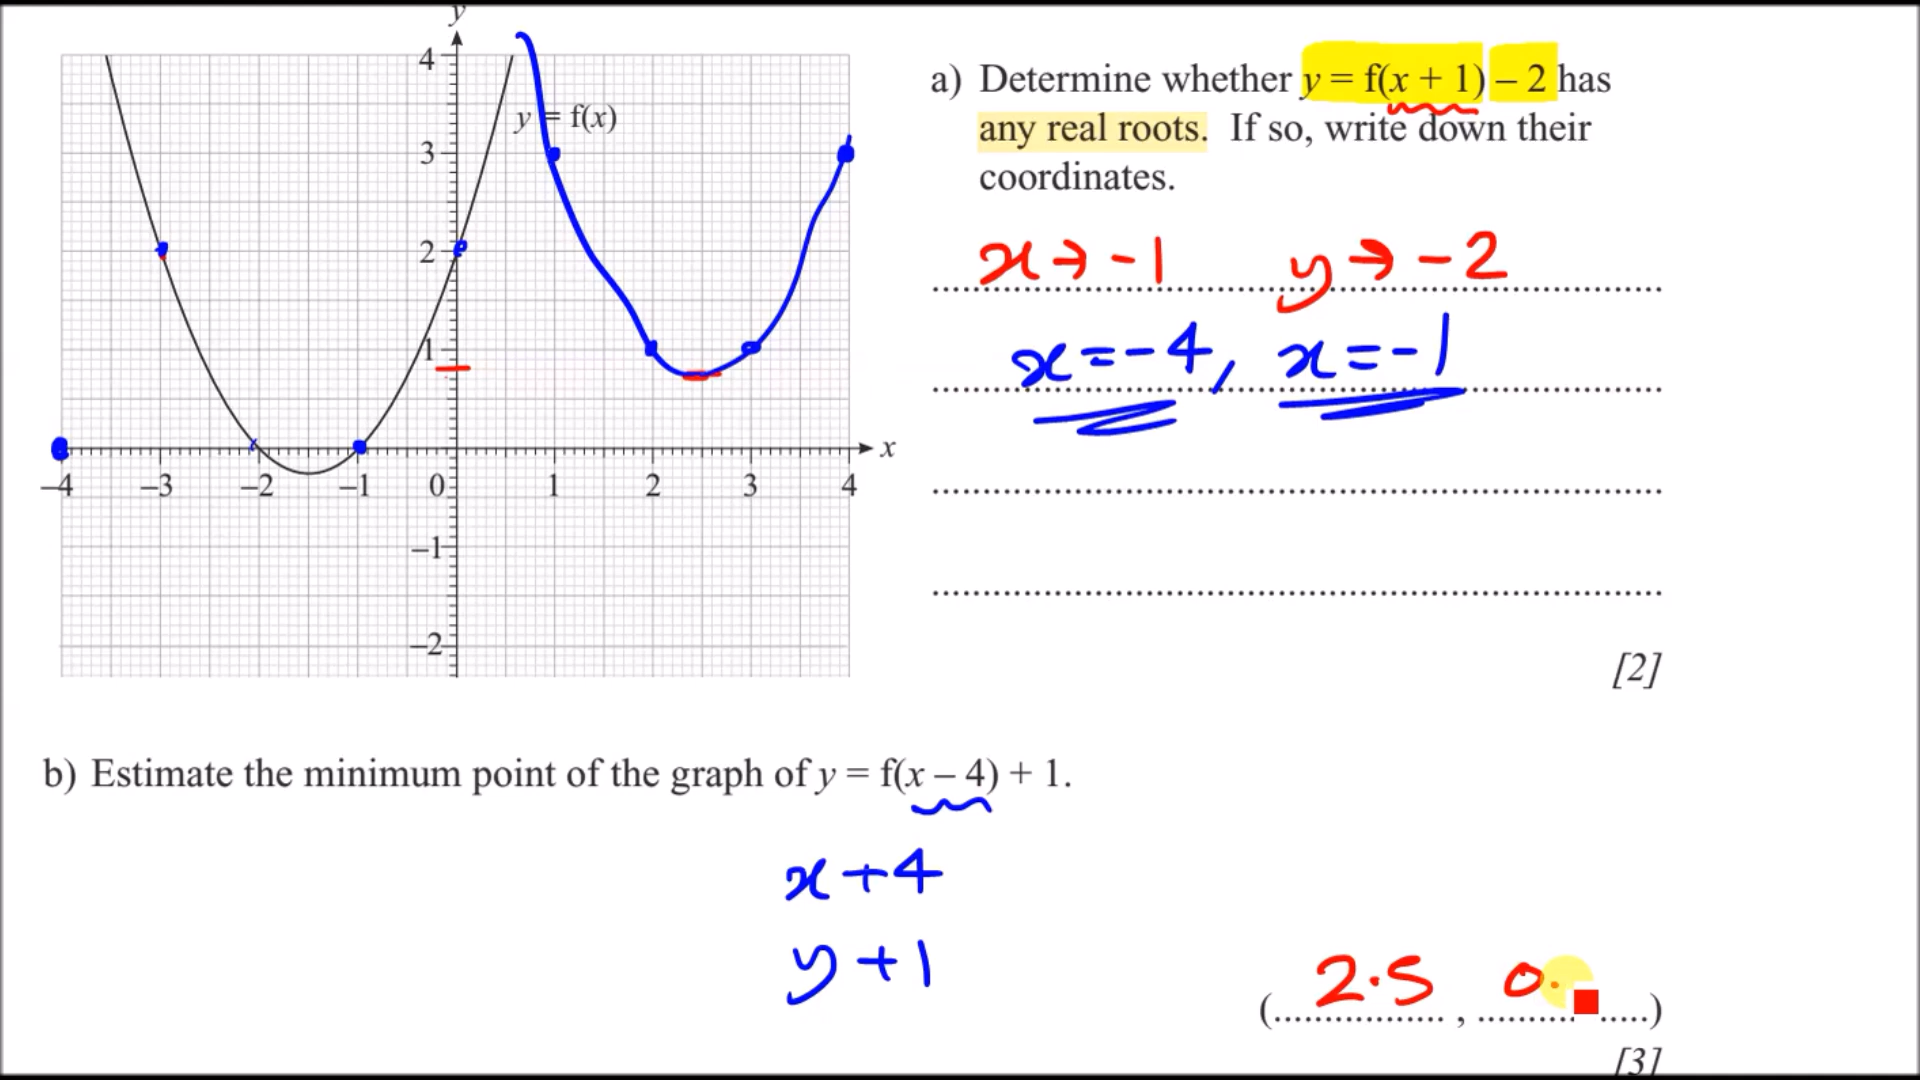 y
4
y = f(x)
3
2
1
x
–4 –3 –2 –1 0 1 2 3 4
–1
–2
a) Determine whether y = f(x + 1) – 2 has
any real roots. If so, write down their
coordinates.
x → -1 y → -2
x = -4, x = -1
[2]
b) Estimate the minimum point of the graph of y = f(x – 4) + 1.
x + 4
y + 1
(................. 2.5 , 0. .....)
[3]